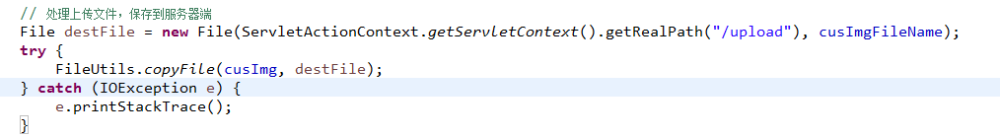 // 处理上传文件，保存到服务器端
File destFile = new File(ServletActionContext.getServletContext().getRealPath("/upload"), cusImgFileName);
try {
    FileUtils.copyFile(cusImg, destFile);
} catch (IOException e) {
    e.printStackTrace();
}